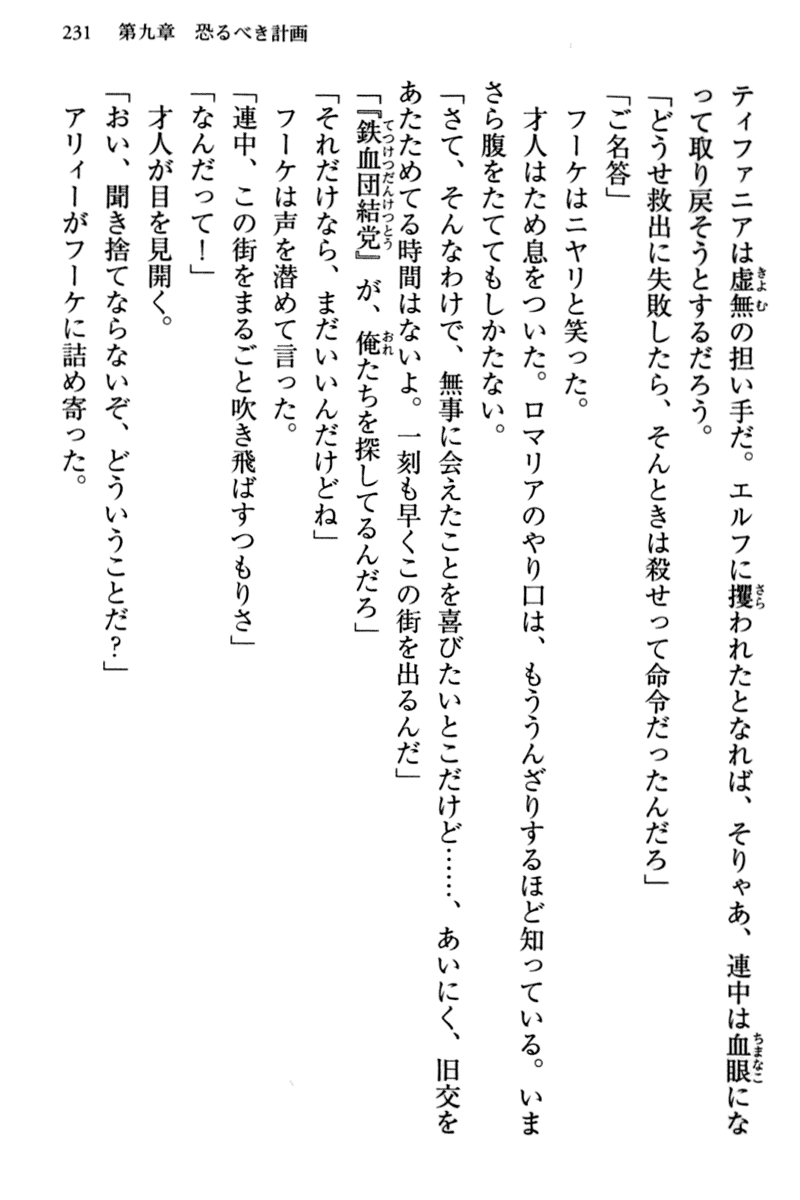 231　第九章　恐るべき計画
ティファニアは虚無の担い手だ。エルフに攫われたとなれば、そりゃあ、連中は血眼にな
って取り戻そうとするだろう。
「どうせ救出に失敗したら、そんときは殺せって命令だったんだろ」
「ご名答」
　フーケはニヤリと笑った。
　才人はため息をついた。ロマリアのやり口は、もううんざりするほど知っている。いま
さら腹をたててもしかたない。
「さて、そんなわけで、無事に会えたことを喜びたいとこだけど……、あいにく、旧交を
あたためてる時間はないよ。一刻も早くこの街を出るんだ」
「『鉄血団結党』が、俺たちを探してるんだろ」
「それだけなら、まだいいんだけどね」
　フーケは声を潜めて言った。
「連中、この街をまるごと吹き飛ばすつもりさ」
「なんだって！」
　才人が目を見開く。
「おい、聞き捨てならないぞ、どういうことだ？」
　アリィーがフーケに詰め寄った。